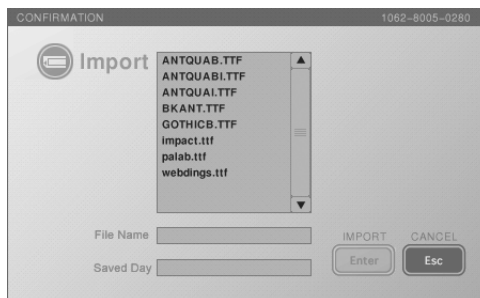 CONFIRMATION 1062-8005-0280
Import
ANTQUAB.TTF
ANTQUABI.TTF
ANTQUAI.TTF
BKANT.TTF
GOTHICB.TTF
impact.ttf
palab.ttf
webdings.ttf
File Name
Saved Day
IMPORT CANCEL
Enter Esc